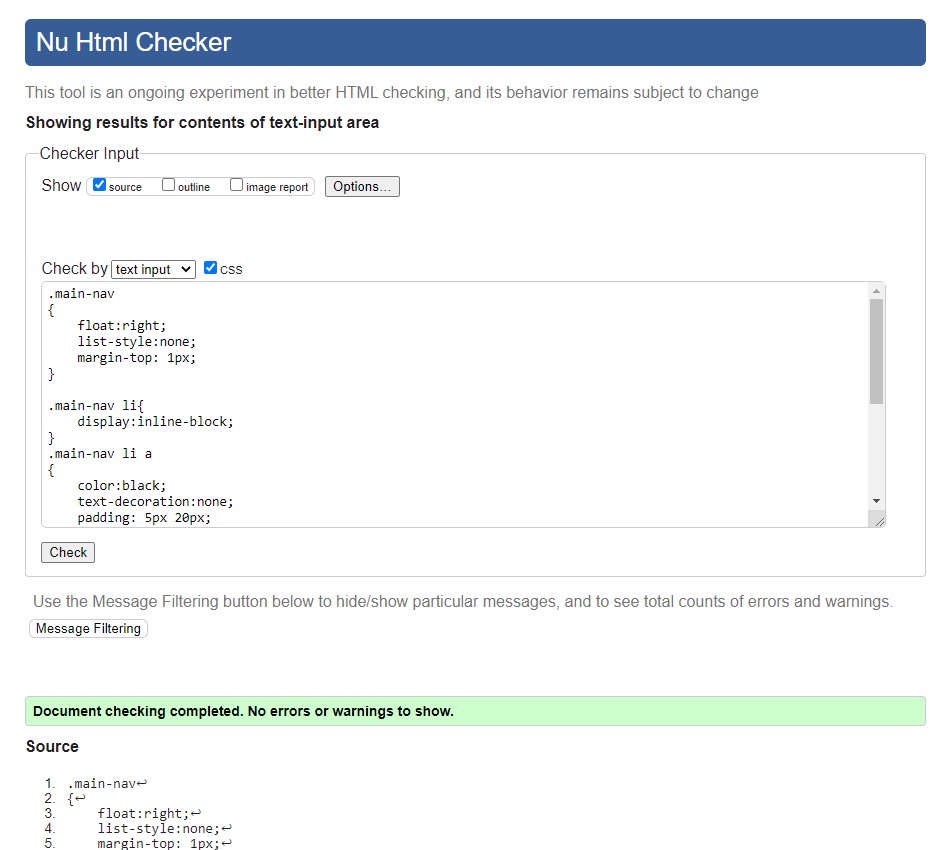 Nu Html Checker
This tool is an ongoing experiment in better HTML checking, and its behavior remains subject to change
Showing results for contents of text-input area
Checker Input
Show source outline image report Options...
Check by text input css
.main-nav
{
    float:right;
    list-style:none;
    margin-top: 1px;
}

.main-nav li{
    display:inline-block;
}
.main-nav li a
{
    color:black;
    text-decoration:none;
    padding: 5px 20px;
Check
Use the Message Filtering button below to hide/show particular messages, and to see total counts of errors and warnings.
Message Filtering
Document checking completed. No errors or warnings to show.
Source
1. .main-nav↩
2. {↩
3.     float:right;↩
4.     list-style:none;↩
5.     margin-top: 1px;↩